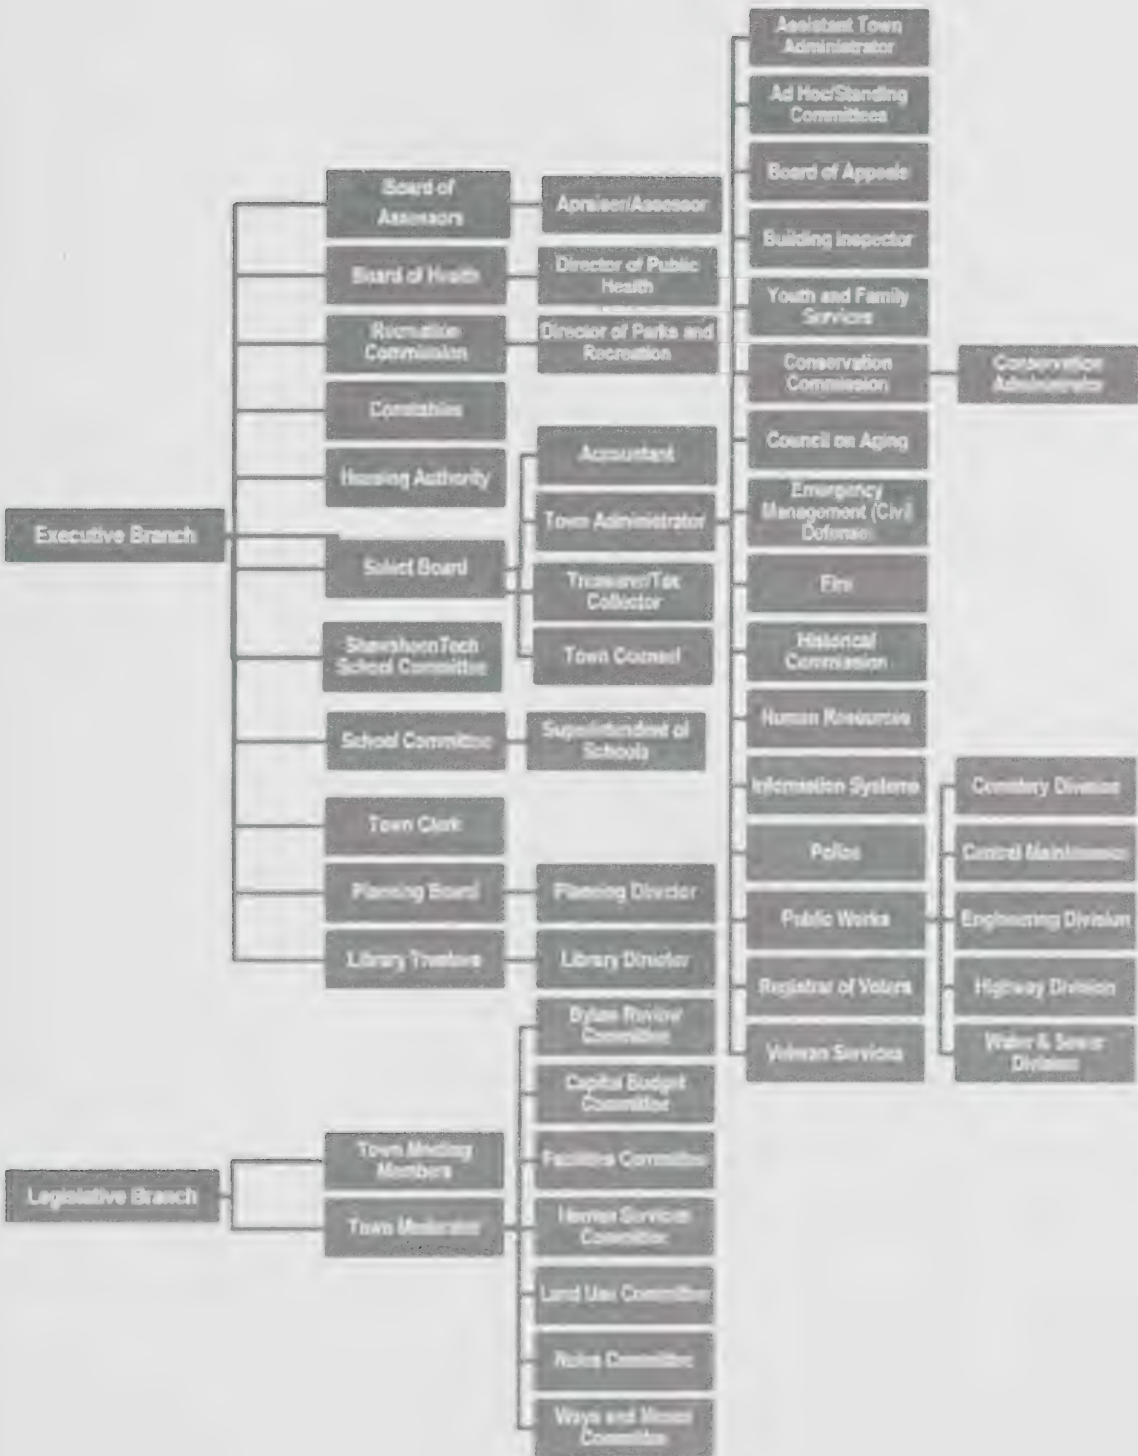 Executive Branch
Board of
Assessors
Board of Health
Recreation
Commission
Constables
Housing Authority
Select Board
ShawsheenTech
School Committee
School Committee
Town Clerk
Planning Board
Library Trustees
Apraiser/Assessor
Director of Public
Health
Director of Parks and
Recreation
Accountant
Town Administrator
Treasurer/Tax
Collector
Town Counsel
Superintendent of
Schools
Planning Director
Library Director
Assistant Town
Administrator
Ad Hoc/Standing
Committees
Board of Appeals
Building Inspector
Youth and Family
Services
Conservation
Commission
Council on Aging
Emergency
Management (Civil
Defense)
Fire
Historical
Commission
Human Resources
Information Systems
Police
Public Works
Registrar of Voters
Veteran Services
Conservation
Administrator
Cemetery Division
Central Maintenance
Engineering Division
Highway Division
Water & Sewer
Division
Legislative Branch
Town Meeting
Members
Town Moderator
Bylaw Review
Committee
Capital Budget
Committee
Facilities Committee
Human Services
Committee
Land Use Committee
Rules Committee
Ways and Means
Committee